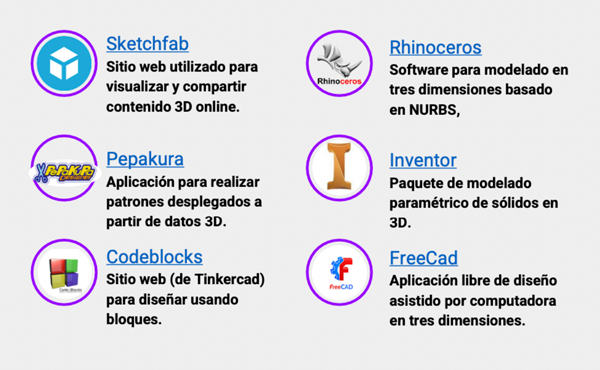 Sketchfab
Sitio web utilizado para
visualizar y compartir
contenido 3D online.
Pepakura
Aplicación para realizar
patrones desplegados a
partir de datos 3D.
Codeblocks
Sitio web (de Tinkercad)
para diseñar usando
bloques.
Rhinoceros
Rhinoceros
Software para modelado en
tres dimensiones basado
en NURBS,
Inventor
Paquete de modelado
paramétrico de sólidos en
3D.
FreeCAD
FreeCad
Aplicación libre de diseño
asistido por computadora
en tres dimensiones.